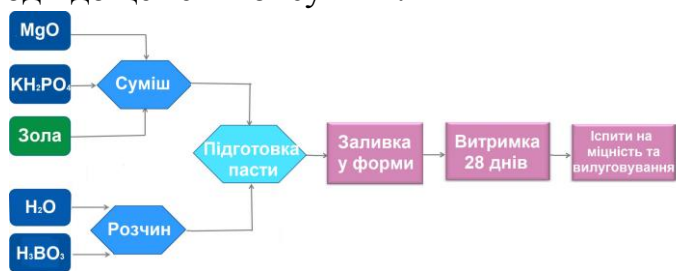 MgO
KH₂PO₄
Зола
Суміш
H₂O
H₃BO₃
Розчин
Підготовка
пасти
Заливка
у форми
Витримка
28 днів
Іспити на
міцність та
вилуговування